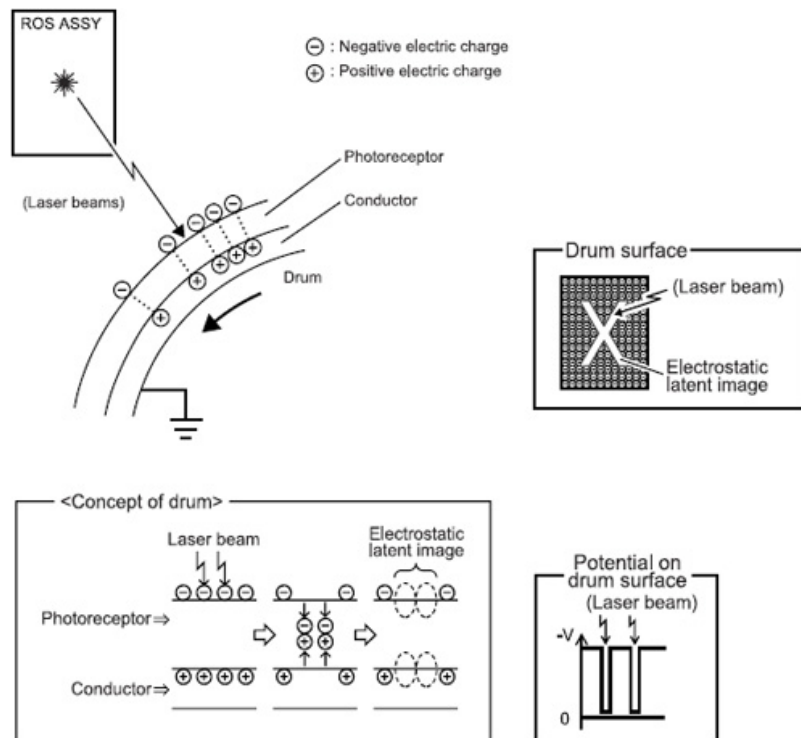 ROS ASSY
⊖ : Negative electric charge
⊕ : Positive electric charge
Photoreceptor
(Laser beams)
Conductor
Drum
Drum surface
(Laser beam)
Electrostatic
latent image
<Concept of drum>
Laser beam
Electrostatic
latent image
Photoreceptor⇒
Conductor⇒
Potential on
drum surface
(Laser beam)
-V
0